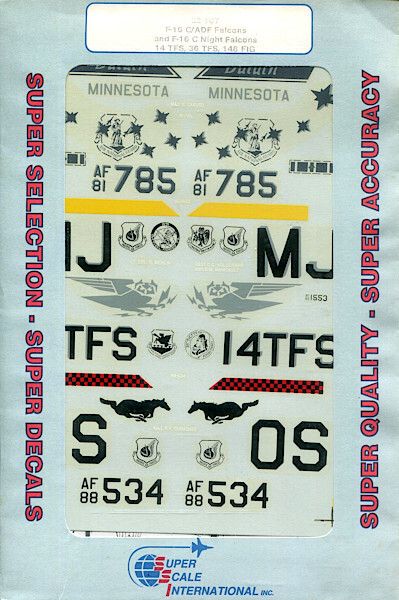 F-16 C/ADF Falcons
and F-16 C Night Falcons
14 TFS, 36 TFS, 148 FIG
SUPER SELECTION - SUPER DECALS
SUPER QUALITY - SUPER ACCURACY
Duluth Duluth
MINNESOTA MINNESOTA
AF 81 785 AF 81 785
MJ MJ
TFS 14TFS
S OS
AF 88 534 AF 88 534
SUPER
SCALE
INTERNATIONAL INC.